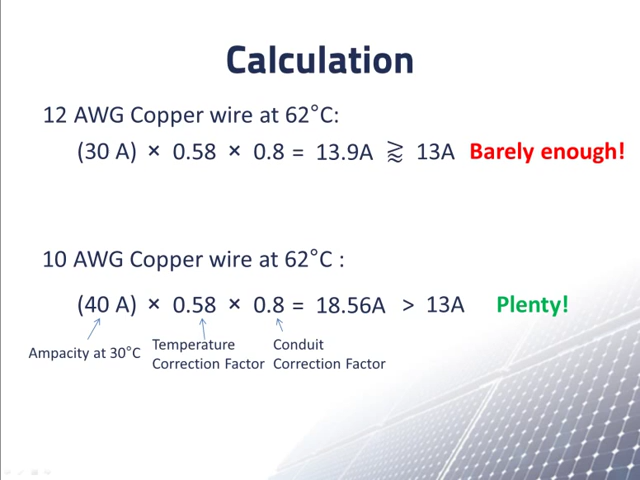 Calculation
12 AWG Copper wire at 62°C:
(30 A) × 0.58 × 0.8 = 13.9A ⪆ 13A Barely enough!
10 AWG Copper wire at 62°C :
(40 A) × 0.58 × 0.8 = 18.56A > 13A Plenty!
Ampacity at 30°C
Temperature
Correction Factor
Conduit
Correction Factor